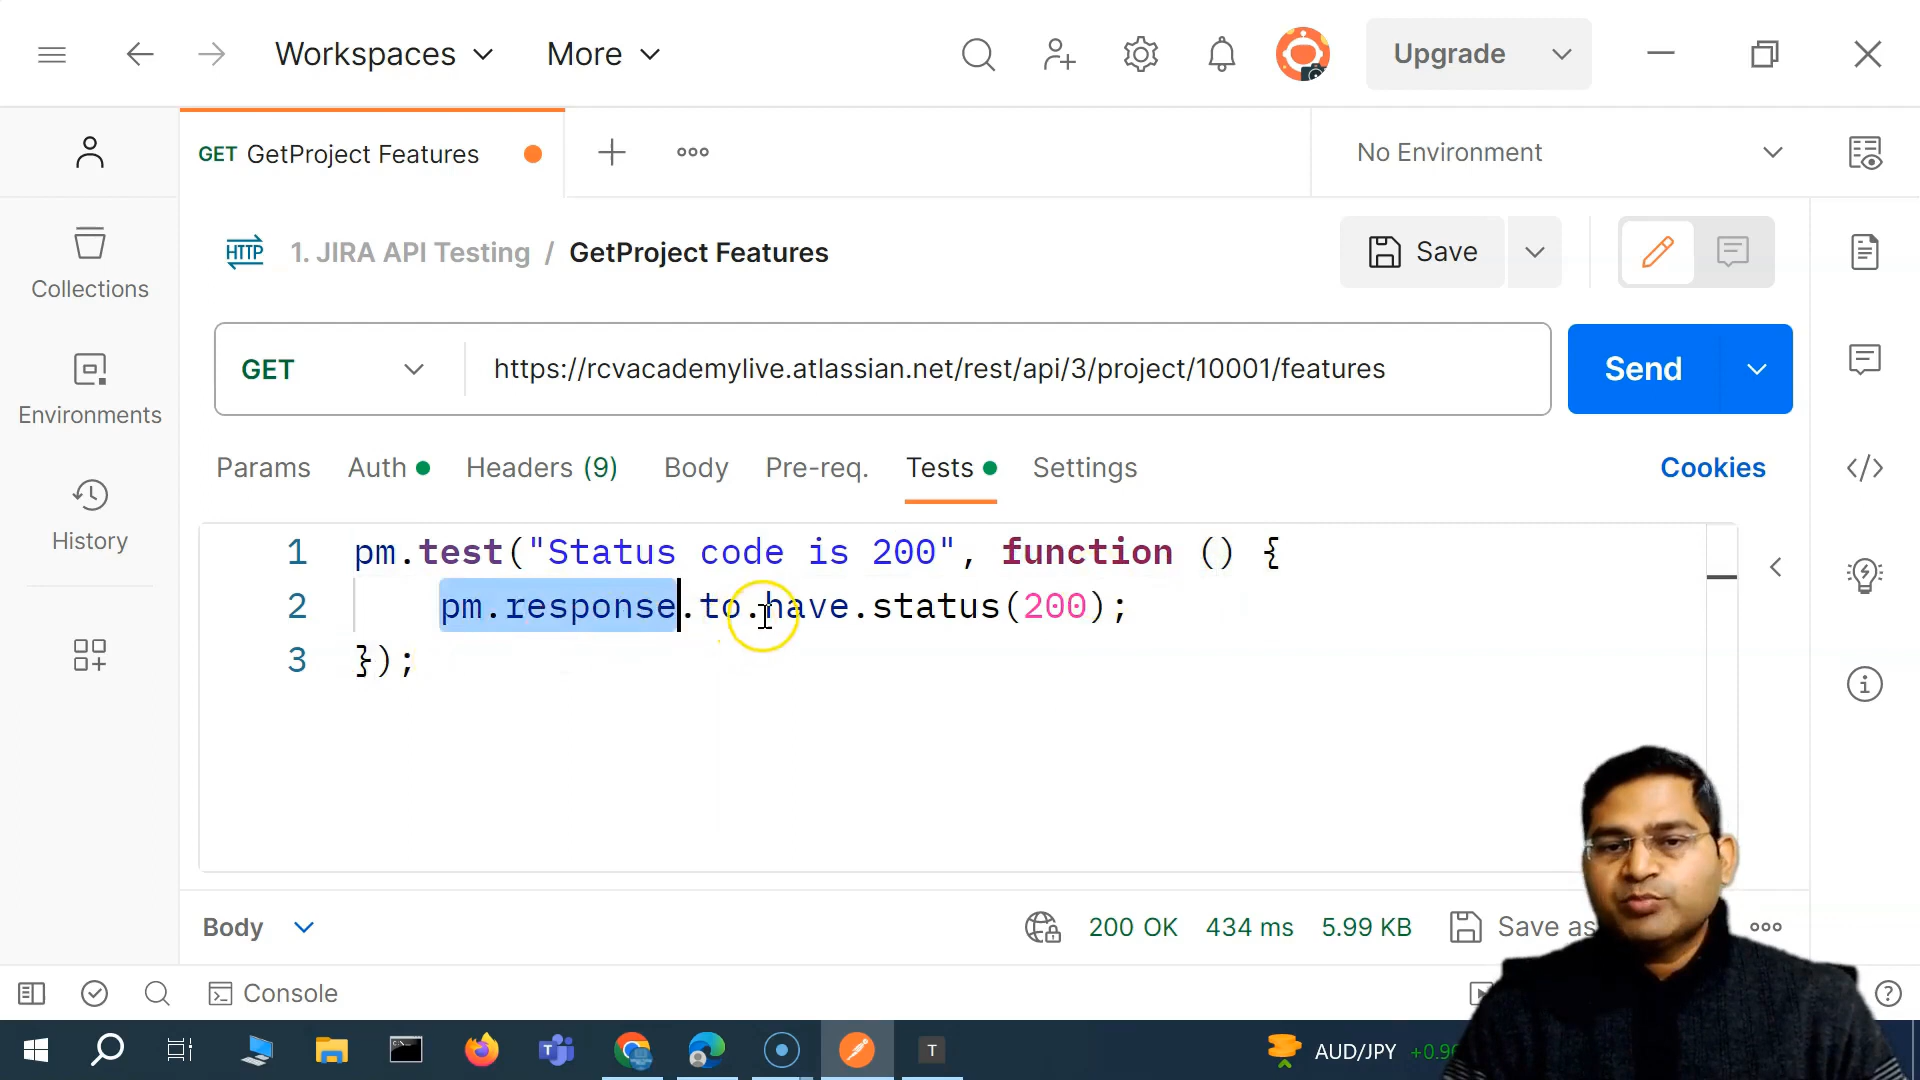 Workspaces
More
Upgrade
GET GetProject Features
No Environment
HTTP 1. JIRA API Testing / GetProject Features
Save
Collections
Environments
History
GET https://rcvacademylive.atlassian.net/rest/api/3/project/10001/features
Send
Params Auth Headers (9) Body Pre-req. Tests Settings Cookies
1 pm.test("Status code is 200", function () {
2 pm.response.to.have.status(200);
3 });
Body 200 OK 434 ms 5.99 KB Save as
Console
T
AUD/JPY